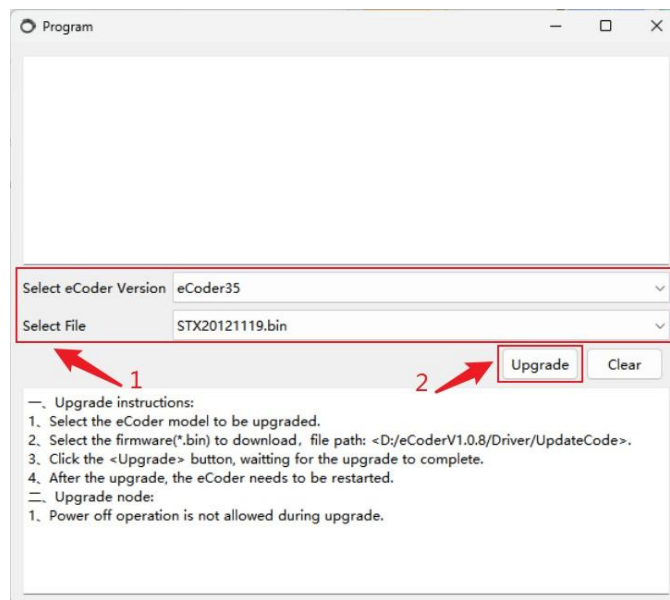 Program
Select eCoder Version eCoder35
Select File STX20121119.bin
1
2
Upgrade Clear
一、Upgrade instructions:
1、Select the eCoder model to be upgraded.
2、Select the firmware(*.bin) to download, file path: <D:/eCoderV1.0.8/Driver/UpdateCode>.
3、Click the <Upgrade> button, waitting for the upgrade to complete.
4、After the upgrade, the eCoder needs to be restarted.
二、Upgrade node:
1、Power off operation is not allowed during upgrade.